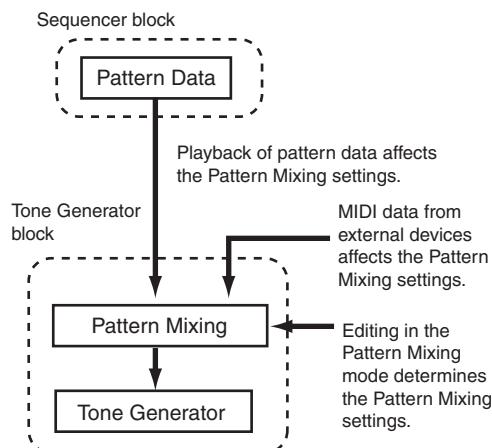 Sequencer block
Pattern Data
Playback of pattern data affects
the Pattern Mixing settings.
Tone Generator
block
MIDI data from
external devices
affects the Pattern
Mixing settings.
Pattern Mixing
Editing in the
Pattern Mixing
mode determines
the Pattern Mixing
settings.
Tone Generator